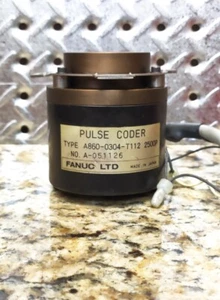 PULSE CODER
TYPE A860-0304-T112 2500P
NO. A-051126
FANUC LTD MADE IN JAPAN